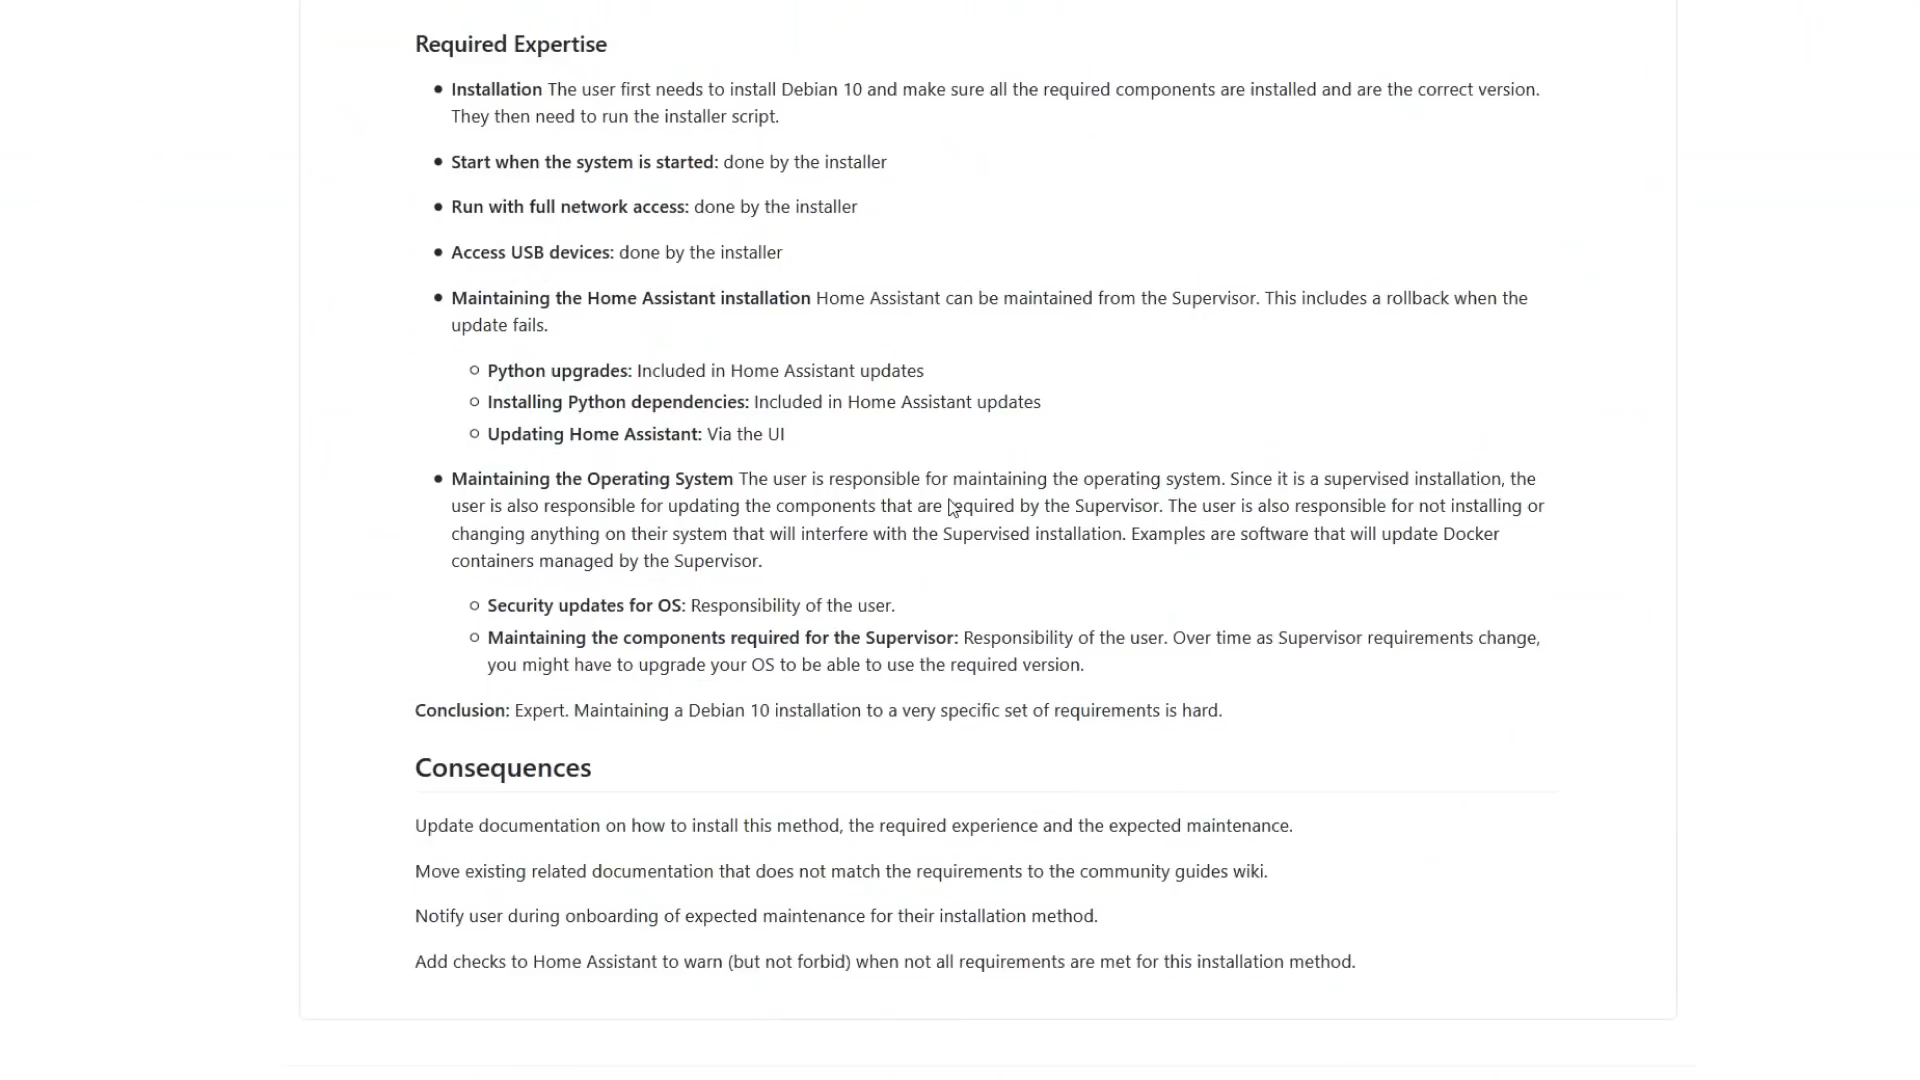 Required Expertise
• Installation The user first needs to install Debian 10 and make sure all the required components are installed and are the correct version.
They then need to run the installer script.
• Start when the system is started: done by the installer
• Run with full network access: done by the installer
• Access USB devices: done by the installer
• Maintaining the Home Assistant installation Home Assistant can be maintained from the Supervisor. This includes a rollback when the
update fails.
○ Python upgrades: Included in Home Assistant updates
○ Installing Python dependencies: Included in Home Assistant updates
○ Updating Home Assistant: Via the UI
• Maintaining the Operating System The user is responsible for maintaining the operating system. Since it is a supervised installation, the
user is also responsible for updating the components that are required by the Supervisor. The user is also responsible for not installing or
changing anything on their system that will interfere with the Supervised installation. Examples are software that will update Docker
containers managed by the Supervisor.
○ Security updates for OS: Responsibility of the user.
○ Maintaining the components required for the Supervisor: Responsibility of the user. Over time as Supervisor requirements change,
you might have to upgrade your OS to be able to use the required version.
Conclusion: Expert. Maintaining a Debian 10 installation to a very specific set of requirements is hard.
Consequences
Update documentation on how to install this method, the required experience and the expected maintenance.
Move existing related documentation that does not match the requirements to the community guides wiki.
Notify user during onboarding of expected maintenance for their installation method.
Add checks to Home Assistant to warn (but not forbid) when not all requirements are met for this installation method.